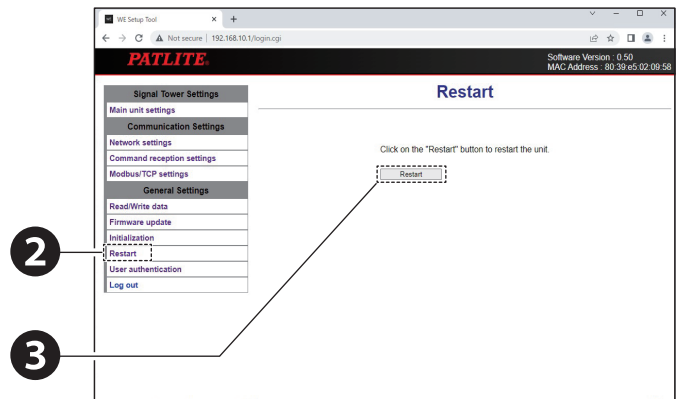 WE Setup Tool
Not secure | 192.168.10.1/login.cgi
PATLITE®
Software Version : 0.50
MAC Address : 80:39:e5:02:09:58
Signal Tower Settings
Main unit settings
Communication Settings
Network settings
Command reception settings
Modbus/TCP settings
General Settings
Read/Write data
Firmware update
Initialization
Restart
User authentication
Log out
Restart
Click on the "Restart" button to restart the unit.
Restart
2
3